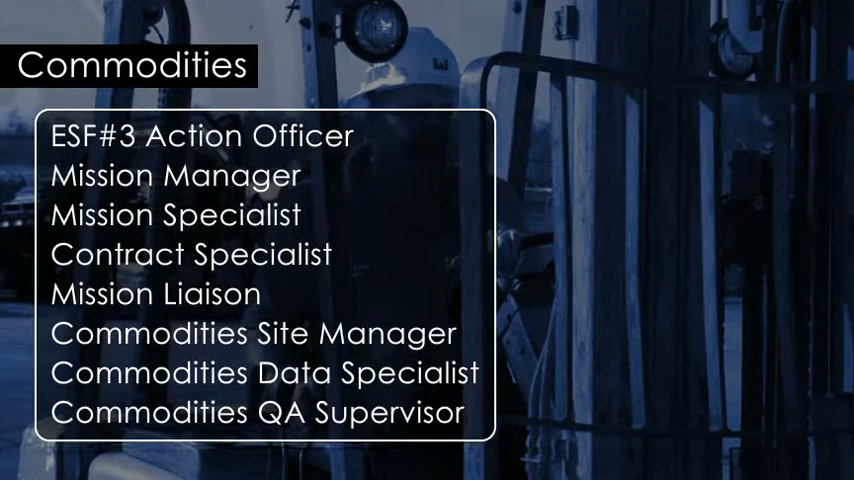 Commodities
ESF#3 Action Officer
Mission Manager
Mission Specialist
Contract Specialist
Mission Liaison
Commodities Site Manager
Commodities Data Specialist
Commodities QA Supervisor